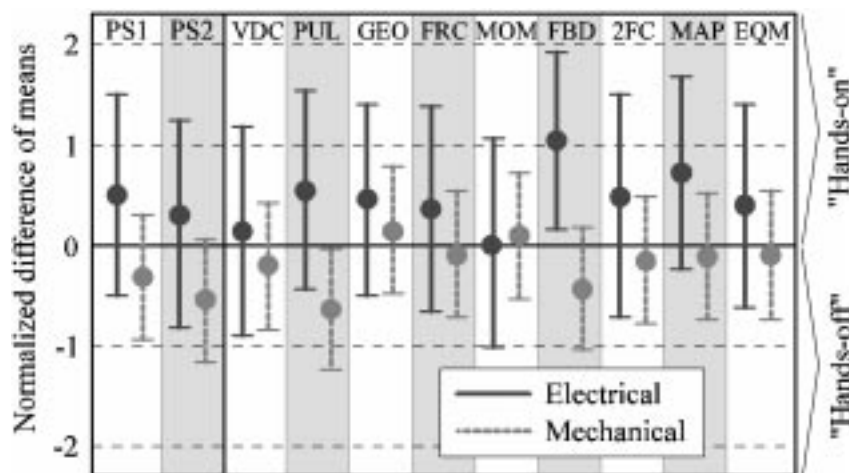 PS1 PS2 VDC PUL GEO FRC MOM FBD 2FC MAP EQM
Normalized difference of means
2
1
0
-1
-2
"Hands-on"
"Hands-off"
Electrical
Mechanical